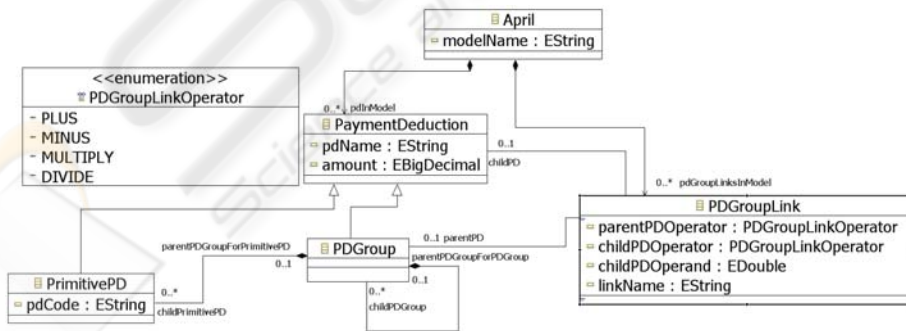 April
modelName : EString
<<enumeration>>
PDGroupLinkOperator
- PLUS
- MINUS
- MULTIPLY
- DIVIDE
0..* pdInModel
PaymentDeduction
pdName : EString
amount : EBigDecimal
0..1
childPD
0..* pdGroupLinksInModel
PDGroupLink
parentPDOperator : PDGroupLinkOperator
childPDOperator : PDGroupLinkOperator
childPDOperand : EDouble
linkName : EString
parentPDGroupForPrimitivePD
0..1
PDGroup
0..1 parentPD
parentPDGroupForPDGroup
0..1
PrimitivePD
pdCode : EString
0..*
childPrimitivePD
0..*
childPDGroup
Science a